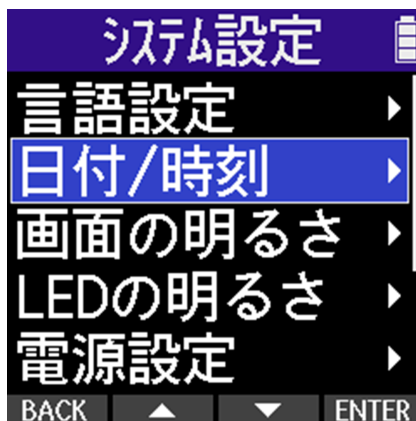 システム設定
言語設定
日付/時刻
画面の明るさ
LEDの明るさ
電源設定
BACK ENTER